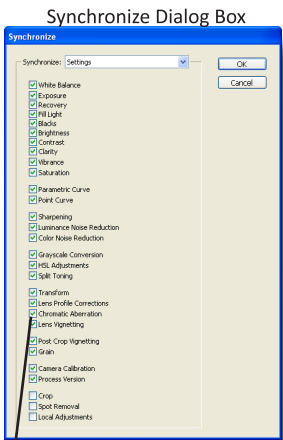 Synchronize Dialog Box
Synchronize
Synchronize: Settings
OK
Cancel
White Balance
Exposure
Recovery
Fill Light
Blacks
Brightness
Contrast
Clarity
Vibrance
Saturation
Parametric Curve
Point Curve
Sharpening
Luminance Noise Reduction
Color Noise Reduction
Grayscale Conversion
HSL Adjustments
Split Toning
Transform
Lens Profile Corrections
Chromatic Aberration
Lens Vignetting
Post Crop Vignetting
Grain
Camera Calibration
Process Version
Crop
Spot Removal
Local Adjustments